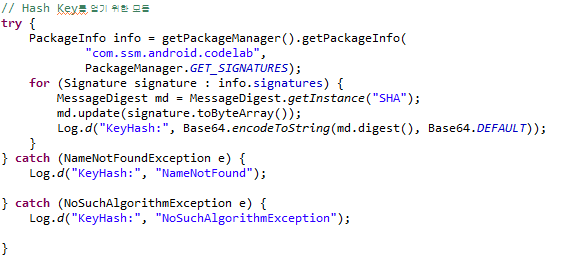 // Hash Key를 얻기 위한 모듈
try {
    PackageInfo info = getPackageManager().getPackageInfo(
            "com.ssm.android.codelab",
            PackageManager.GET_SIGNATURES);
    for (Signature signature : info.signatures) {
        MessageDigest md = MessageDigest.getInstance("SHA");
        md.update(signature.toByteArray());
        Log.d("KeyHash:", Base64.encodeToString(md.digest(), Base64.DEFAULT));
    }
} catch (NameNotFoundException e) {
    Log.d("KeyHash:", "NameNotFound");
} catch (NoSuchAlgorithmException e) {
    Log.d("KeyHash:", "NoSuchAlgorithmException");
}